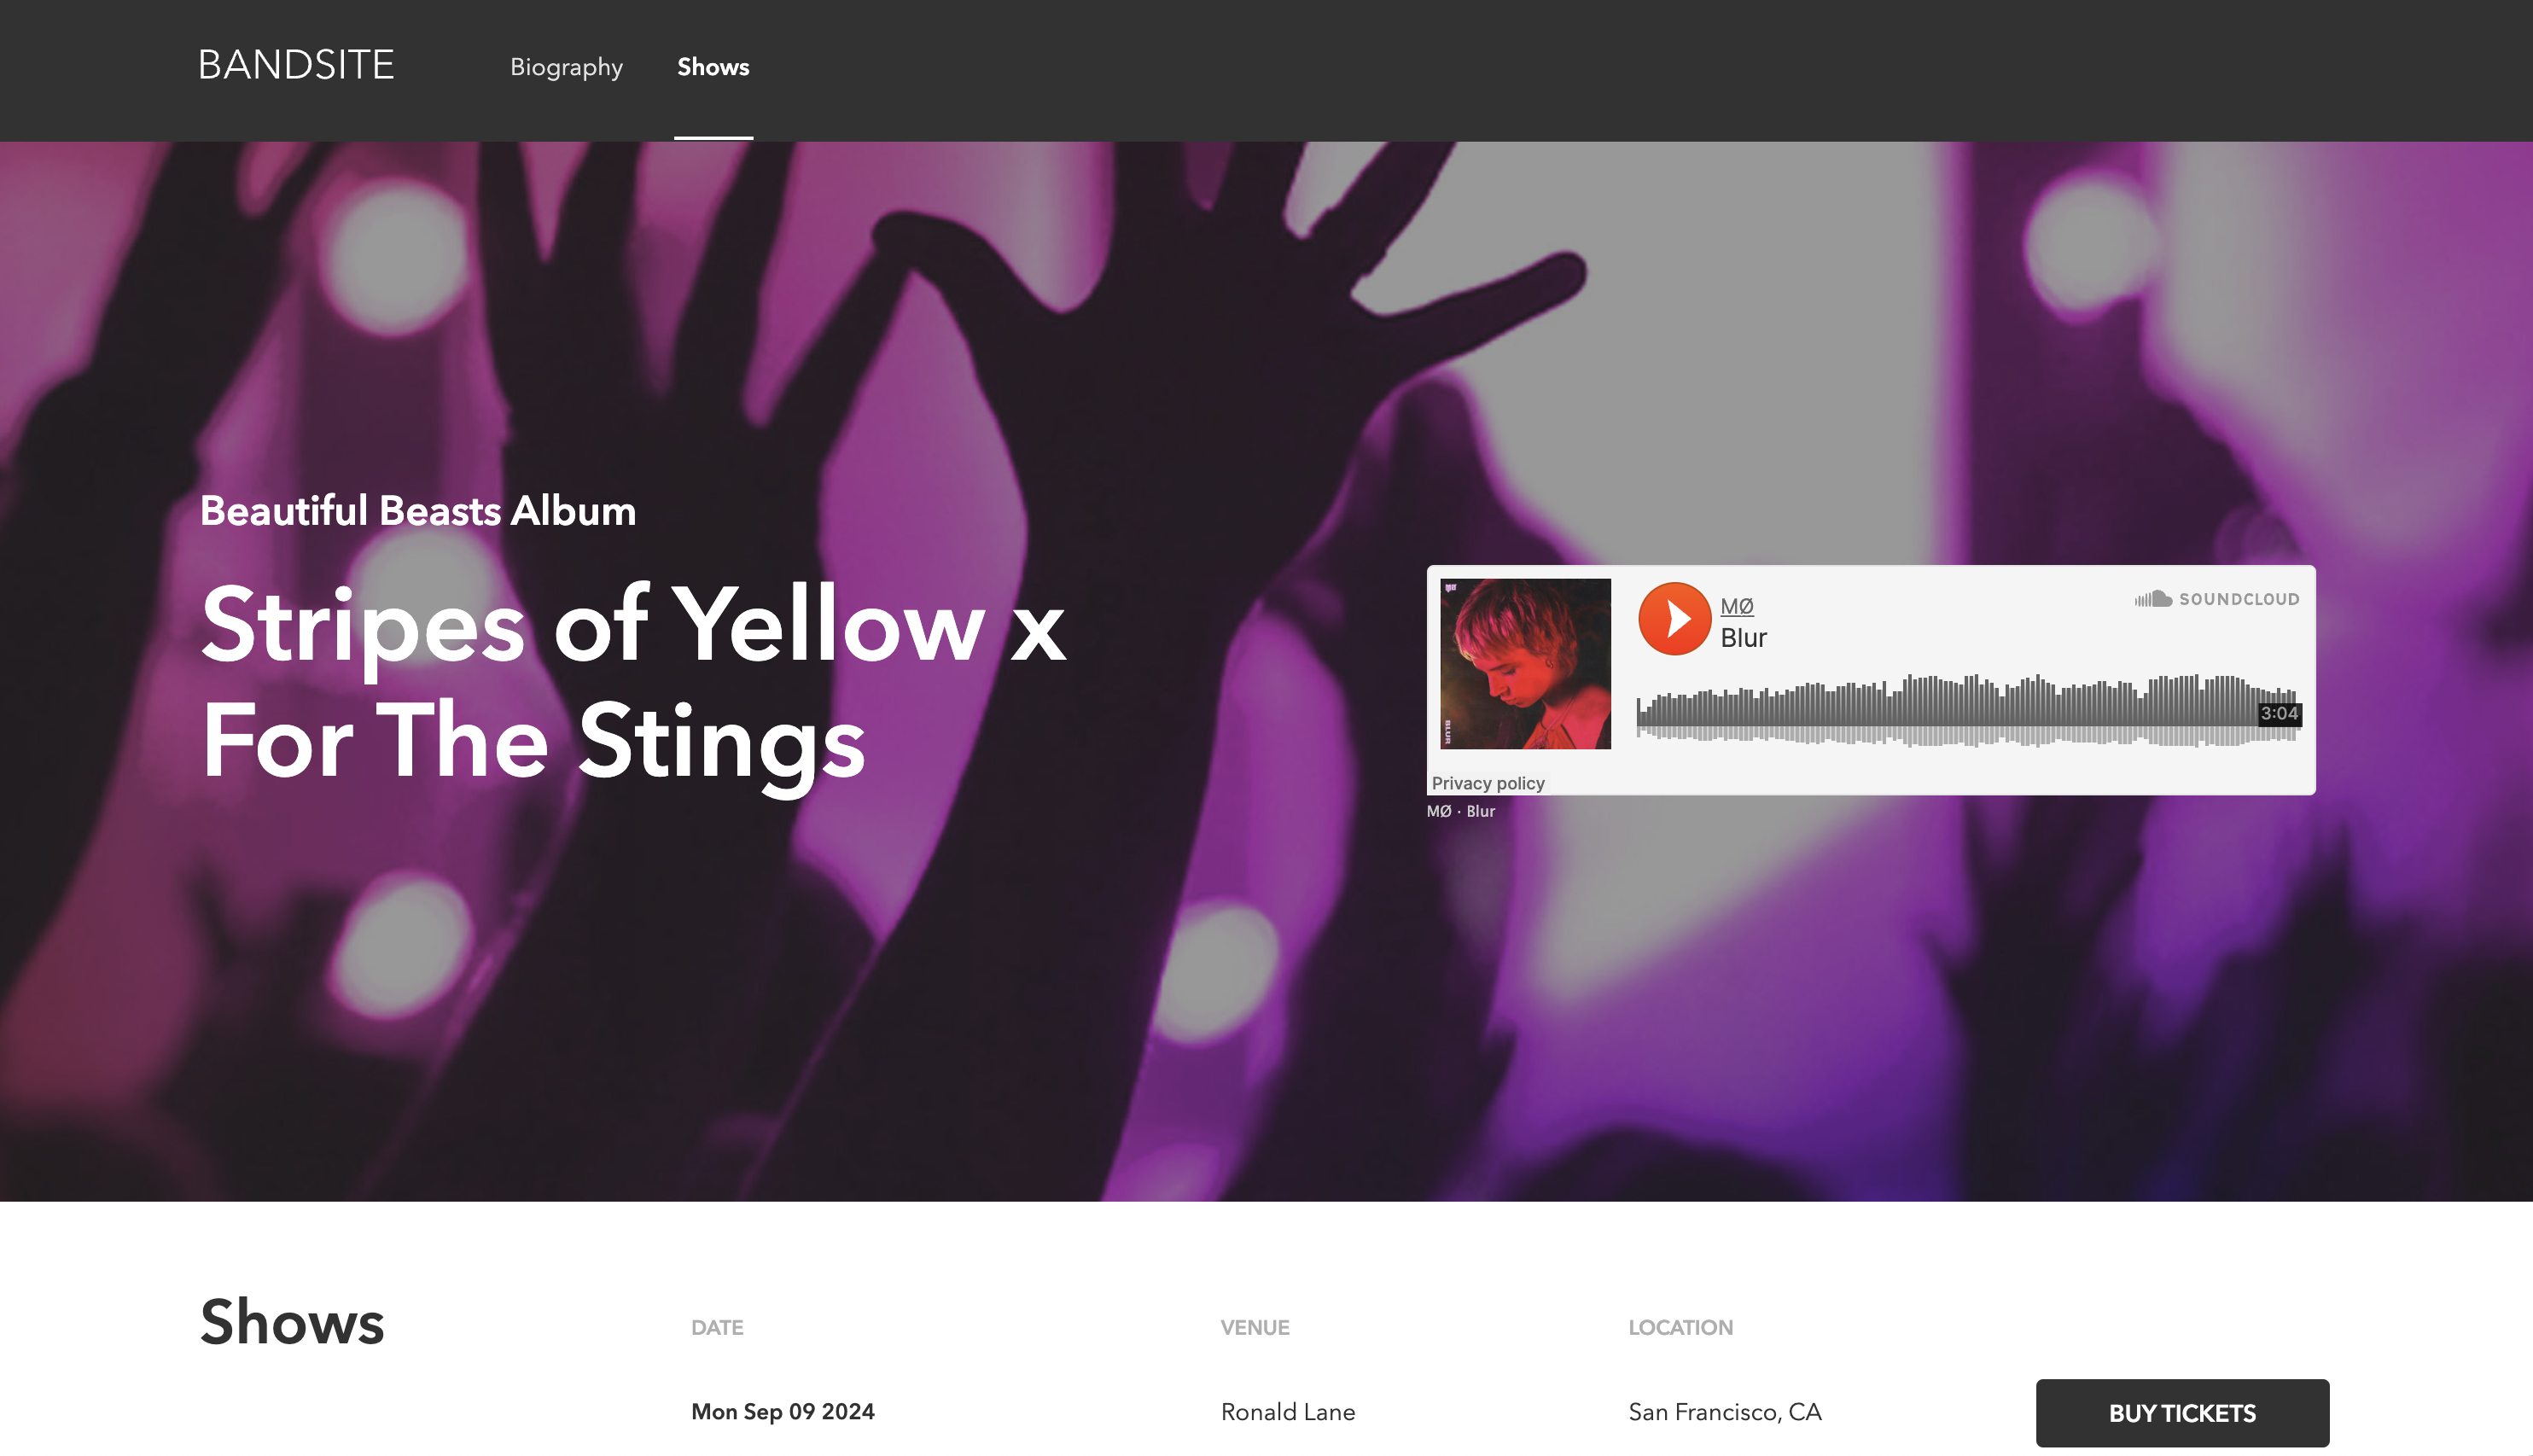 BANDSITE
Biography
Shows
Beautiful Beasts Album
Stripes of Yellow x
For The Stings
MØ
Blur
SOUNDCLOUD
BLUR
3:04
Privacy policy
MØ · Blur
Shows
DATE
VENUE
LOCATION
Mon Sep 09 2024
Ronald Lane
San Francisco, CA
BUY TICKETS